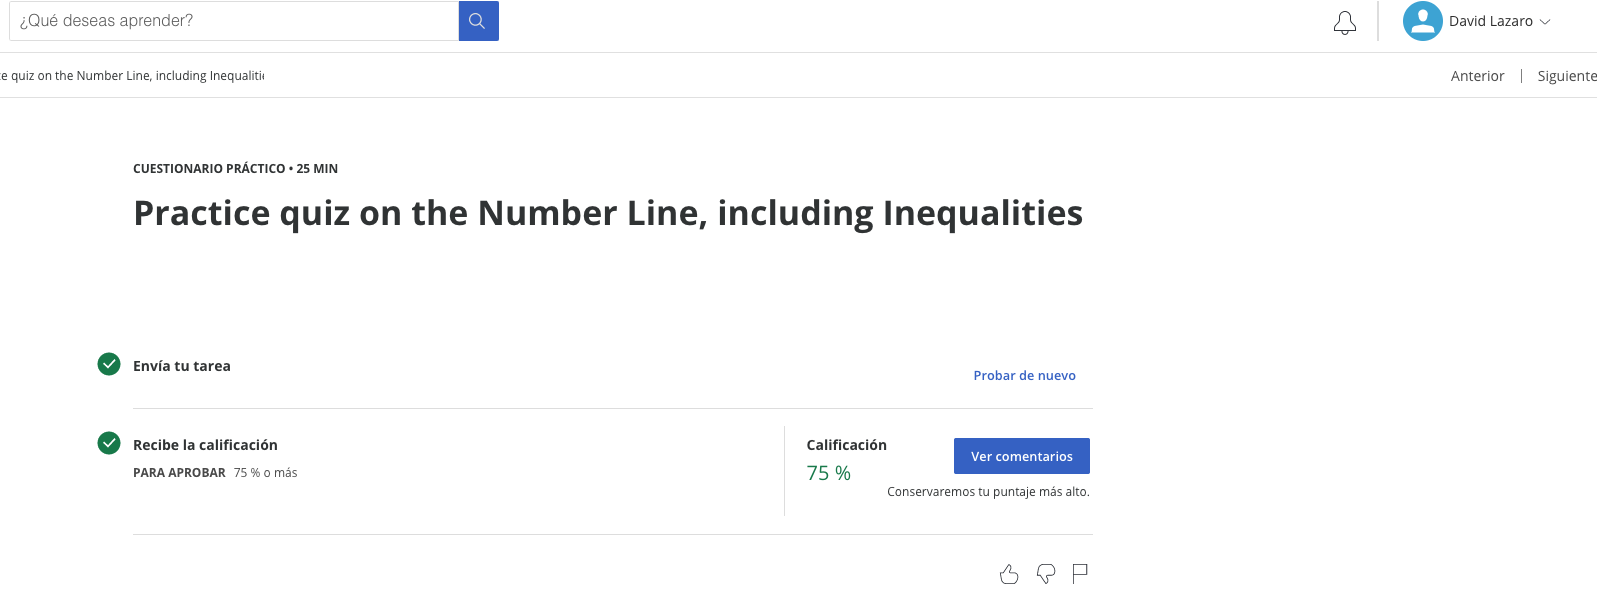 ¿Qué deseas aprender?
David Lazaro
quiz on the Number Line, including
Anterior | Siguiente
CUESTIONARIO PRÁCTICO • 25 MIN
Practice quiz on the Number Line, including Inequalities
Envía tu tarea
Probar de nuevo
Recibe la calificación
PARA APROBAR 75 % o más
Calificación
75 %
Ver comentarios
Conservaremos tu puntaje más alto.